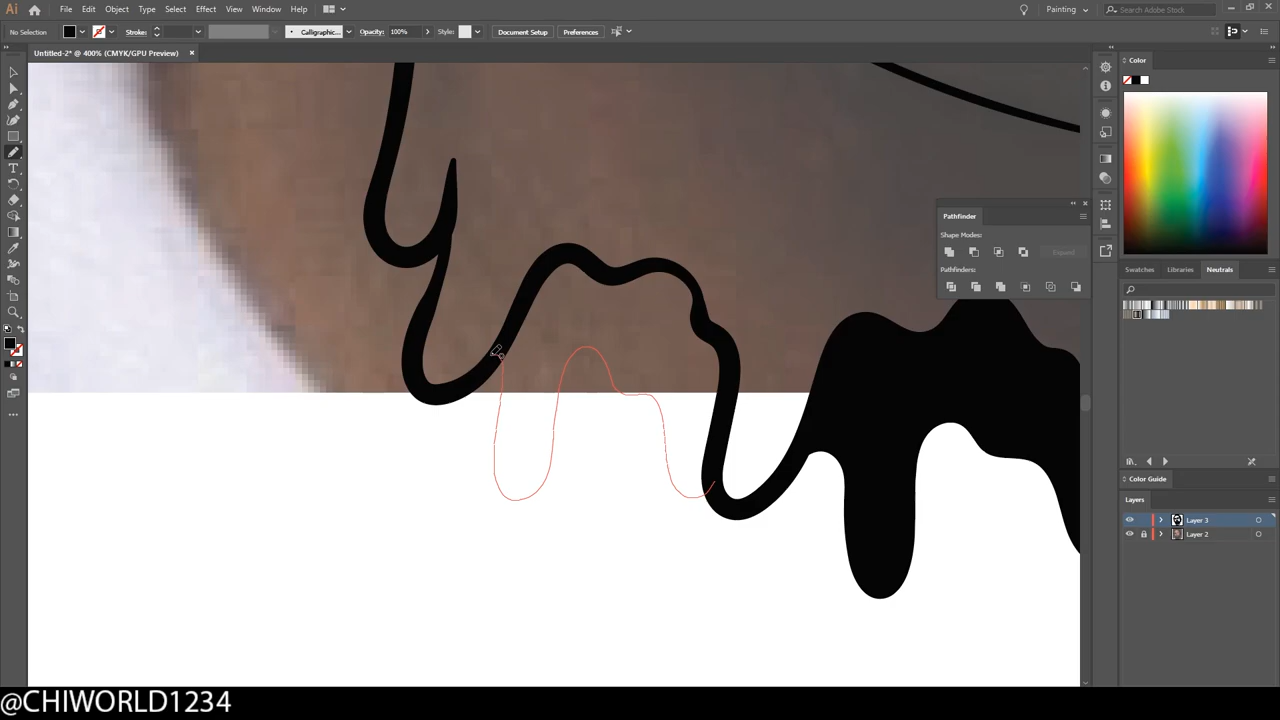 Ai File Edit Object Type Select Effect View Window Help Painting Search Adobe Stock
No Selection Stroke: Calligraphic... Opacity: 100% Style: Document Setup Preferences
Untitled-2* @ 400% (CMYK/GPU Preview) ×
Color
Pathfinder
Shape Modes:
Expand
Pathfinders:
Swatches Libraries Neutrals
Color Guide
Layers
Layer 3
Layer 2
@CHIWORLD1234